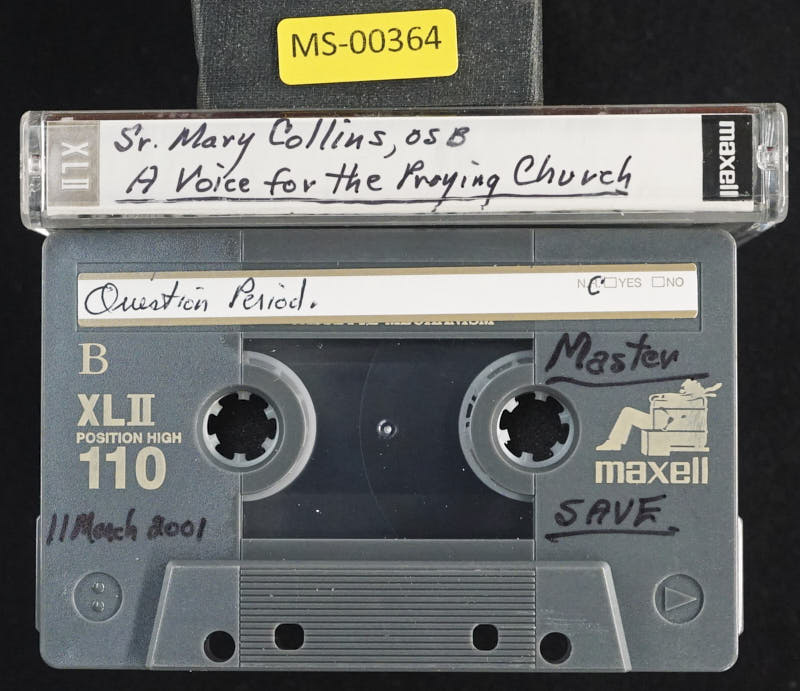 MS-00364
XLII
Sr. Mary Collins, OSB
A Voice for the Praying Church
maxell
Question Period.
C
YES NO
B
XLII
POSITION HIGH
110
Master
maxell
11 March 2001
SAVE